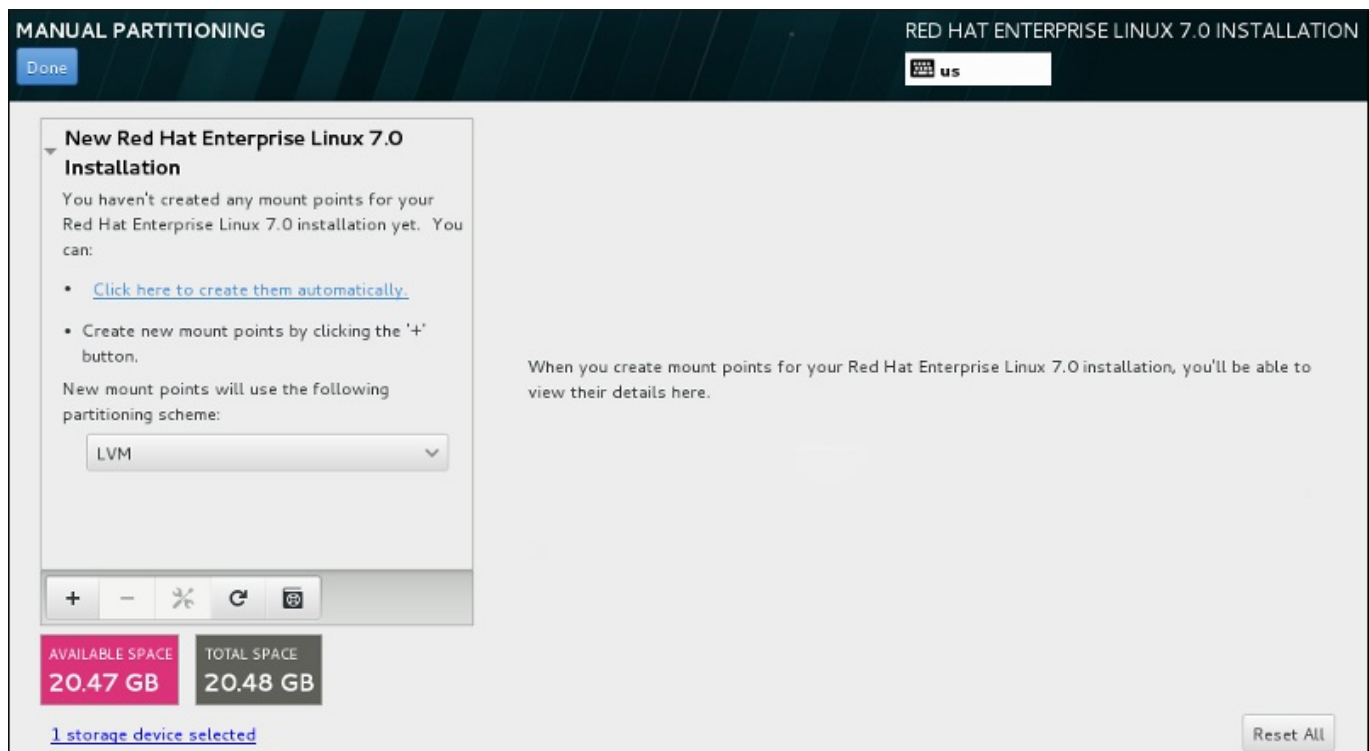 MANUAL PARTITIONING
Done
RED HAT ENTERPRISE LINUX 7.0 INSTALLATION
us
New Red Hat Enterprise Linux 7.0
Installation
You haven't created any mount points for your
Red Hat Enterprise Linux 7.0 installation yet. You
can:
• Click here to create them automatically.
• Create new mount points by clicking the '+'
button.
New mount points will use the following
partitioning scheme:
LVM
+ −
AVAILABLE SPACE
20.47 GB
TOTAL SPACE
20.48 GB
1 storage device selected
When you create mount points for your Red Hat Enterprise Linux 7.0 installation, you'll be able to
view their details here.
Reset All